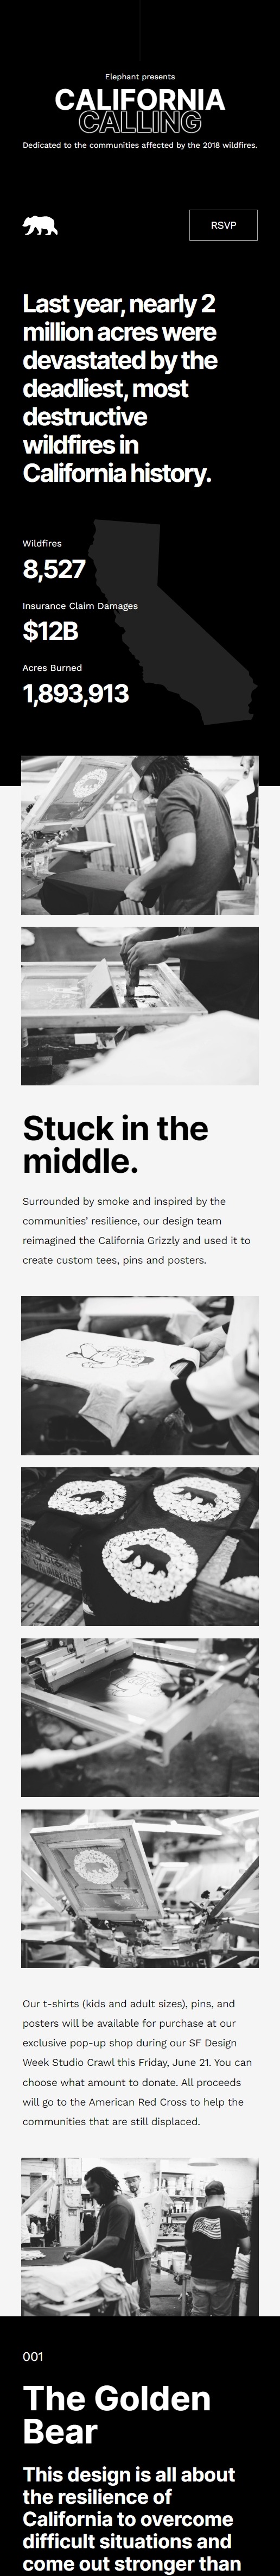 Elephant presents
CALIFORNIA
CALLING
Dedicated to the communities affected by the 2018 wildfires.
RSVP
Last year, nearly 2
million acres were
devastated by the
deadliest, most
destructive
wildfires in
California history.
Wildfires
8,527
Insurance Claim Damages
$12B
Acres Burned
1,893,913
Stuck in the
middle.
Surrounded by smoke and inspired by the
communities’ resilience, our design team
reimagined the California Grizzly and used it to
create custom tees, pins and posters.
Our t-shirts (kids and adult sizes), pins, and
posters will be available for purchase at our
exclusive pop-up shop during our SF Design
Week Studio Crawl this Friday, June 21. You can
choose what amount to donate. All proceeds
will go to the American Red Cross to help the
communities that are still displaced.
001
The Golden
Bear
This design is all about
the resilience of
California to overcome
difficult situations and
come out stronger than